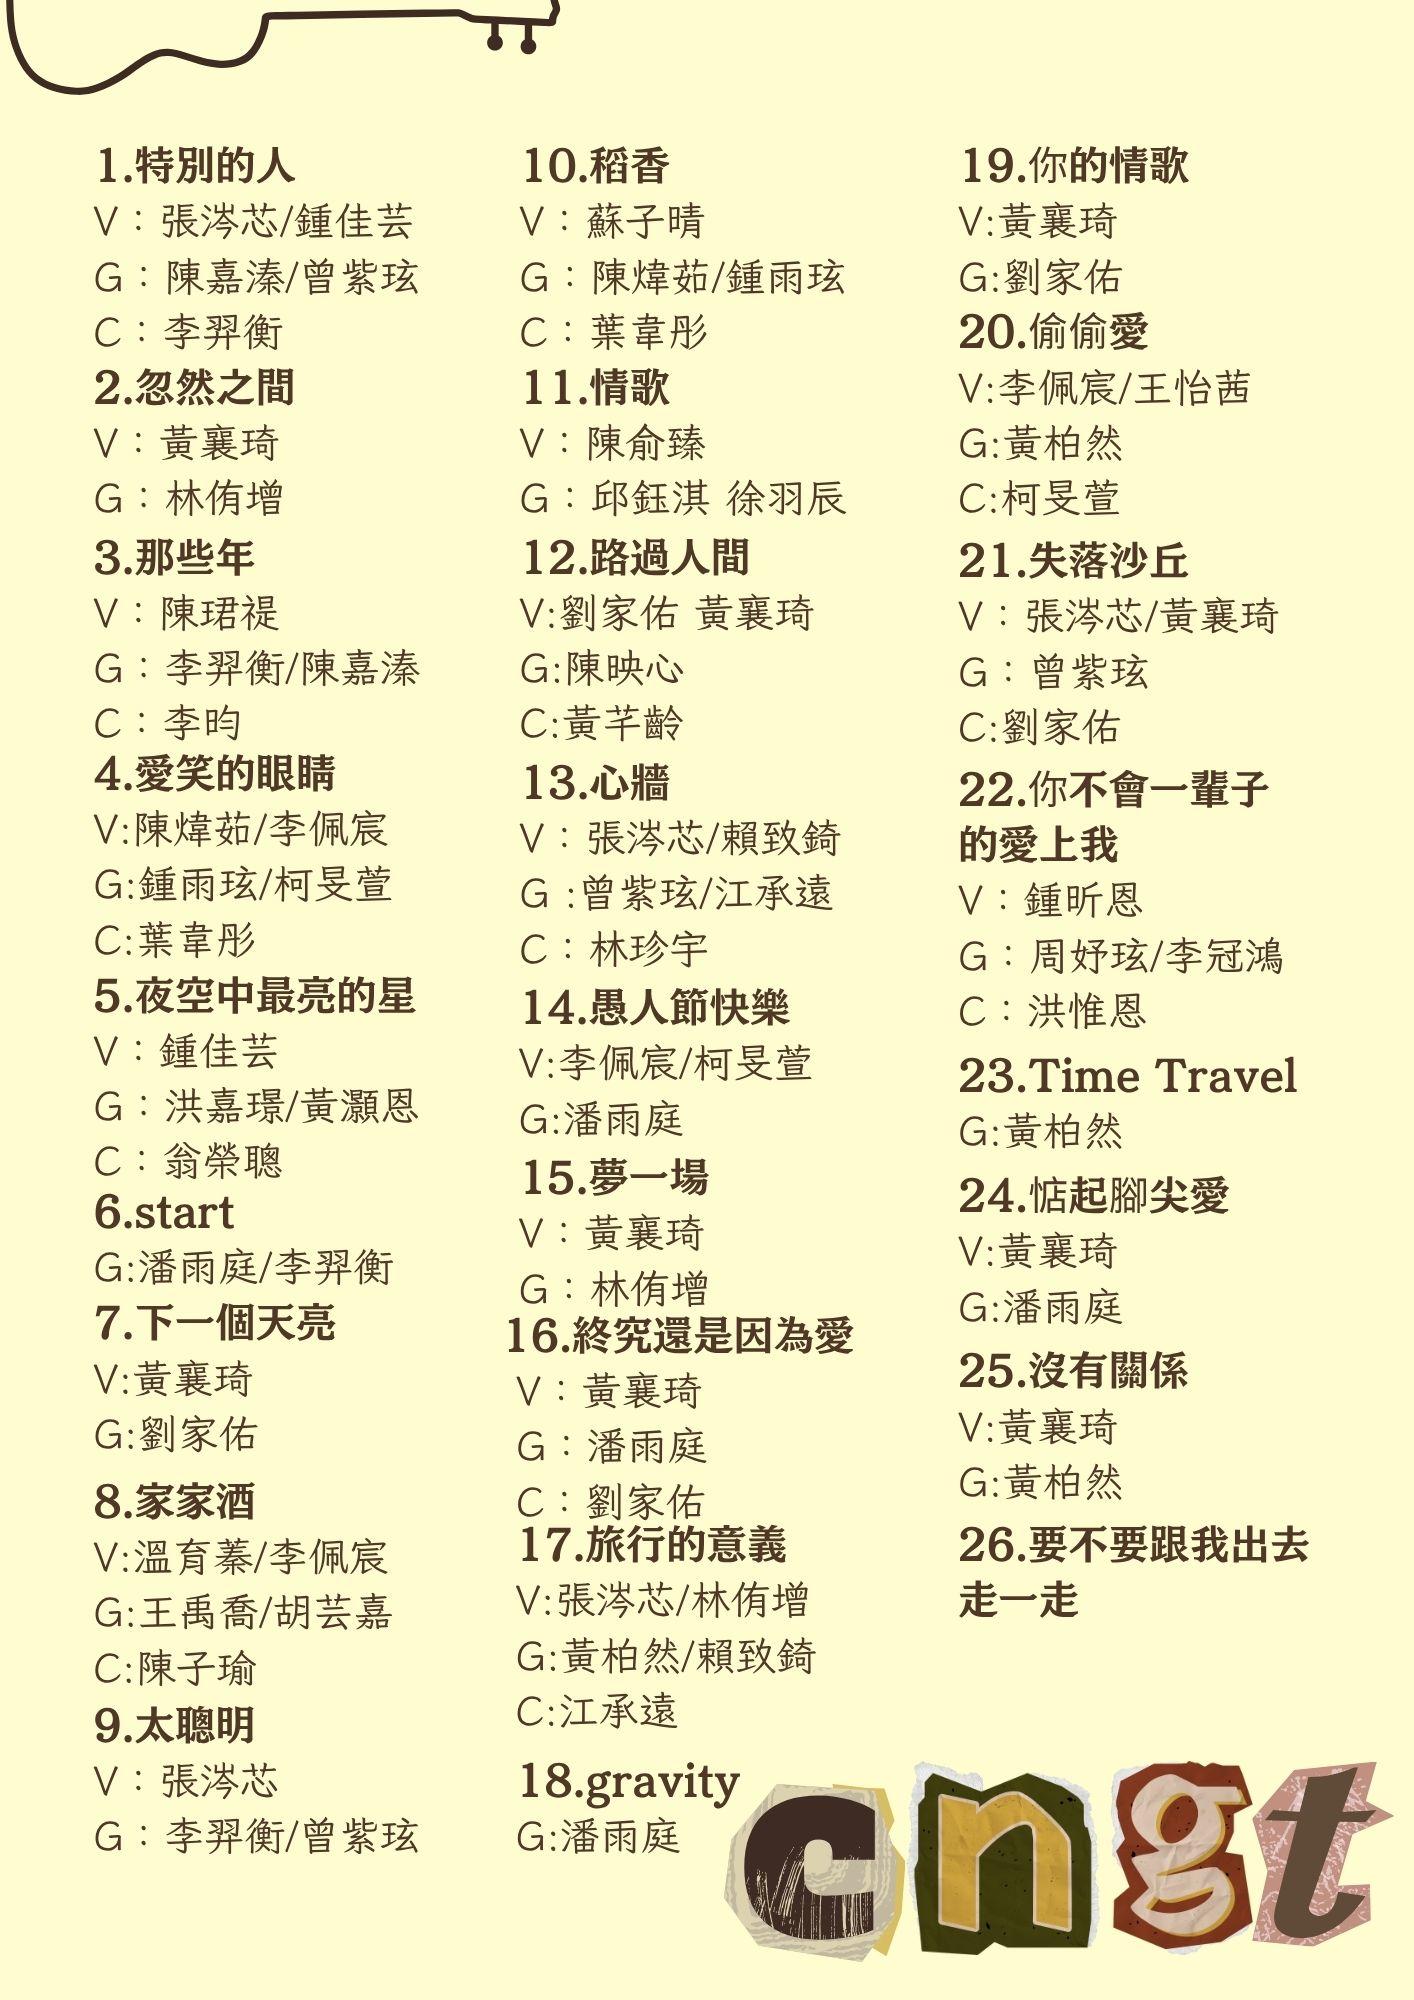 1.特別的人
V：張涔芯/鍾佳芸
G：陳嘉溱/曾紫玹
C：李羿衡
2.忽然之間
V：黃襄琦
G：林侑增
3.那些年
V：陳珺禔
G：李羿衡/陳嘉溱
C：李昀
4.愛笑的眼睛
V:陳煒茹/李佩宸
G:鍾雨玹/柯旻萱
C:葉韋彤
5.夜空中最亮的星
V：鍾佳芸
G：洪嘉璟/黃灝恩
C：翁榮聰
6.start
G:潘雨庭/李羿衡
7.下一個天亮
V:黃襄琦
G:劉家佑
8.家家酒
V:溫育蓁/李佩宸
G:王禹喬/胡芸嘉
C:陳子瑜
9.太聰明
V：張涔芯
G：李羿衡/曾紫玹
10.稻香
V：蘇子晴
G：陳煒茹/鍾雨玹
C：葉韋彤
11.情歌
V：陳俞臻
G：邱鈺淇 徐羽辰
12.路過人間
V:劉家佑 黃襄琦
G:陳映心
C:黃芊齡
13.心牆
V：張涔芯/賴致錡
G :曾紫玹/江承遠
C：林珍宇
14.愚人節快樂
V:李佩宸/柯旻萱
G:潘雨庭
15.夢一場
V：黃襄琦
G：林侑增
16.終究還是因為愛
V：黃襄琦
G：潘雨庭
C：劉家佑
17.旅行的意義
V:張涔芯/林侑增
G:黃柏然/賴致錡
C:江承遠
18.gravity
G:潘雨庭
19.你的情歌
V:黃襄琦
G:劉家佑
20.偷偷愛
V:李佩宸/王怡茜
G:黃柏然
C:柯旻萱
21.失落沙丘
V：張涔芯/黃襄琦
G：曾紫玹
C:劉家佑
22.你不會一輩子
的愛上我
V：鍾昕恩
G：周妤玹/李冠鴻
C：洪惟恩
23.Time Travel
G:黃柏然
24.惦起腳尖愛
V:黃襄琦
G:潘雨庭
25.沒有關係
V:黃襄琦
G:黃柏然
26.要不要跟我出去
走一走
cngt